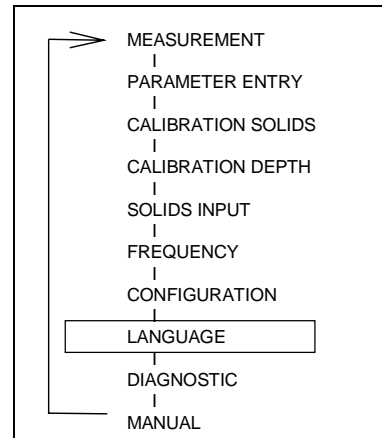 MEASUREMENT
PARAMETER ENTRY
CALIBRATION SOLIDS
CALIBRATION DEPTH
SOLIDS INPUT
FREQUENCY
CONFIGURATION
LANGUAGE
DIAGNOSTIC
MANUAL